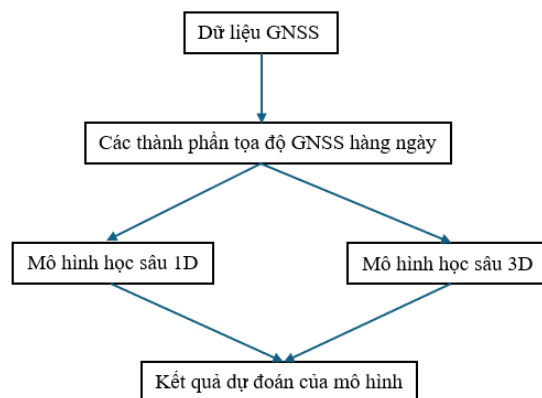 Dữ liệu GNSS
Các thành phần tọa độ GNSS hàng ngày
Mô hình học sâu 1D
Mô hình học sâu 3D
Kết quả dự đoán của mô hình